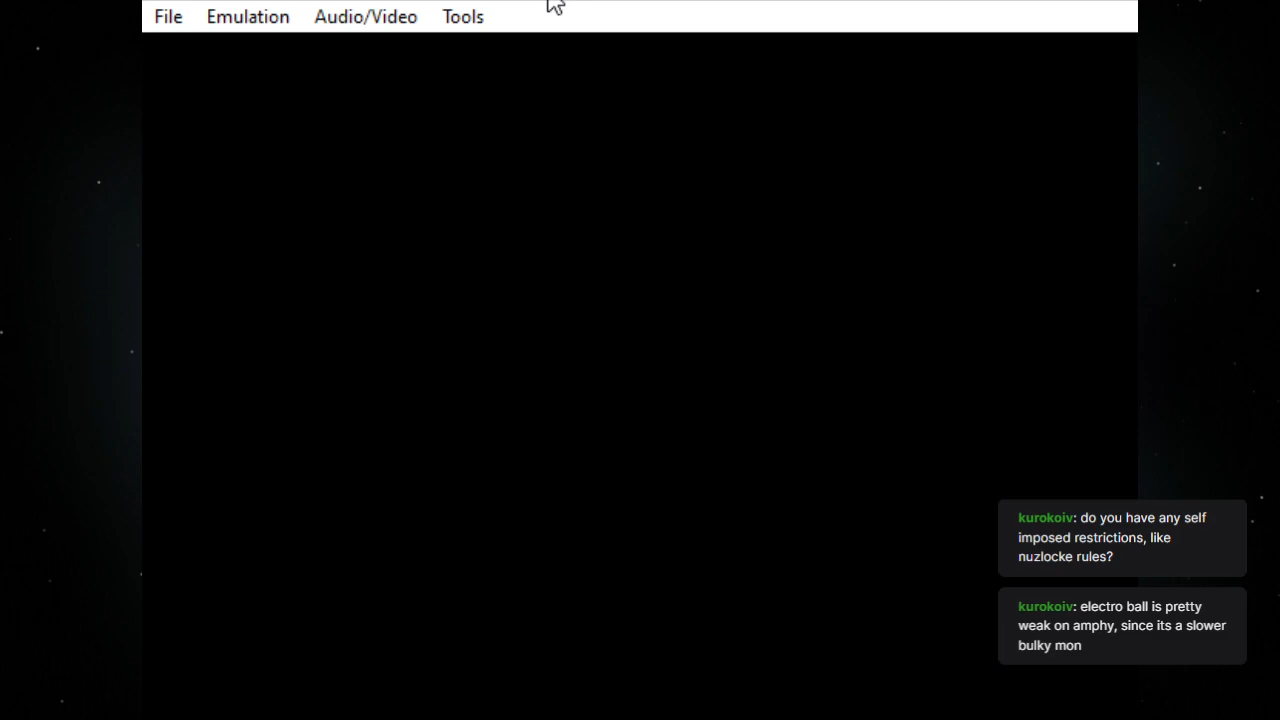 File Emulation Audio/Video Tools
kurokoiv: do you have any self
imposed restrictions, like
nuzlocke rules?
kurokoiv: electro ball is pretty
weak on amphy, since its a slower
bulky mon